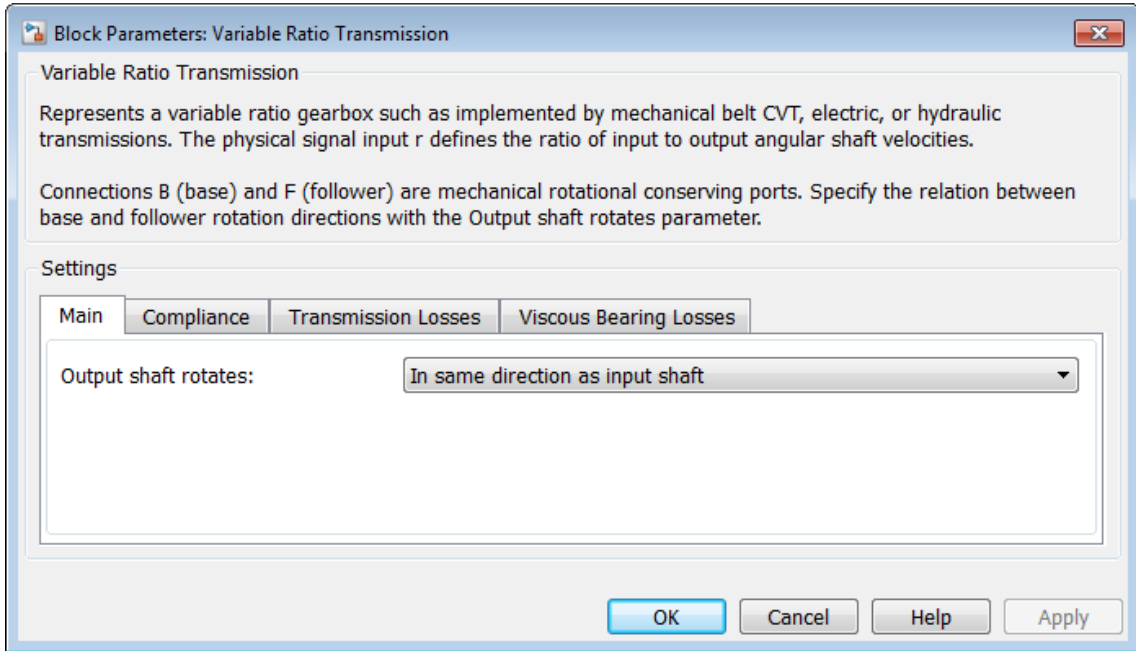 Block Parameters: Variable Ratio Transmission
Variable Ratio Transmission
Represents a variable ratio gearbox such as implemented by mechanical belt CVT, electric, or hydraulic
transmissions. The physical signal input r defines the ratio of input to output angular shaft velocities.
Connections B (base) and F (follower) are mechanical rotational conserving ports. Specify the relation between
base and follower rotation directions with the Output shaft rotates parameter.
Settings
Main Compliance Transmission Losses Viscous Bearing Losses
Output shaft rotates: In same direction as input shaft
OK Cancel Help Apply